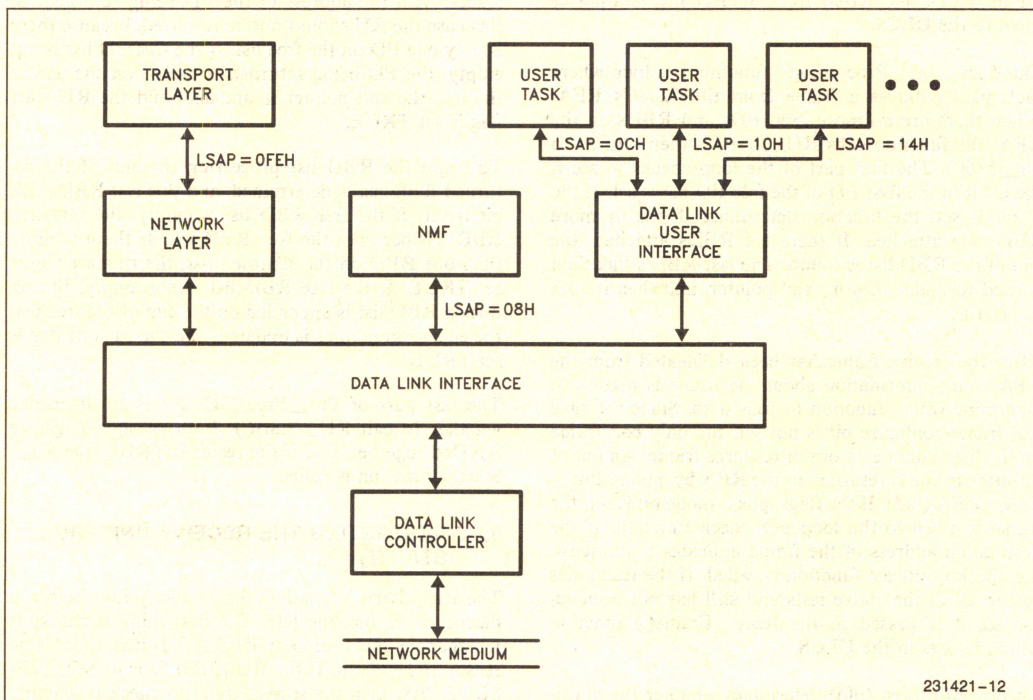 TRANSPORT
LAYER
USER
TASK
USER
TASK
USER
TASK
LSAP = 0FEH
LSAP = 0CH
LSAP = 10H
LSAP = 14H
NETWORK
LAYER
NMF
DATA LINK
USER
INTERFACE
LSAP = 08H
DATA LINK INTERFACE
DATA LINK
CONTROLLER
NETWORK MEDIUM
231421–12